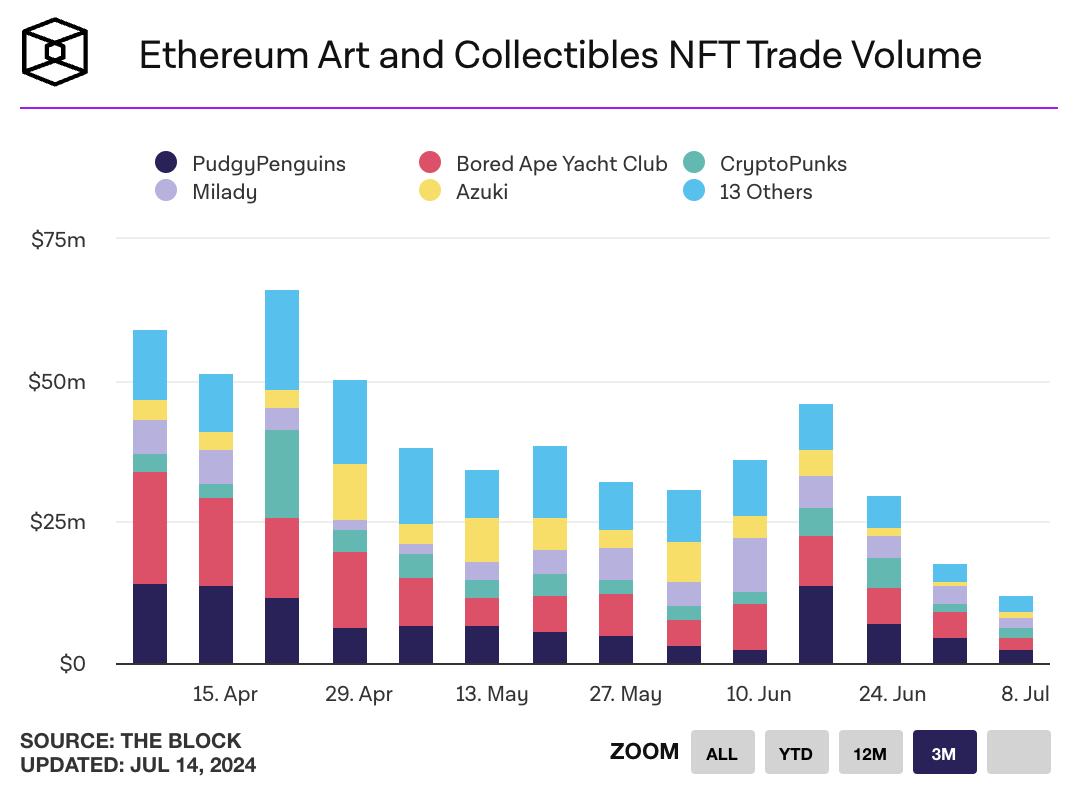 Ethereum Art and Collectibles NFT Trade Volume
PudgyPenguins
Bored Ape Yacht Club
CryptoPunks
Milady
Azuki
13 Others
$75m
$50m
$25m
$0
15. Apr
29. Apr
13. May
27. May
10. Jun
24. Jun
8. Jul
SOURCE: THE BLOCK
UPDATED: JUL 14, 2024
ZOOM
ALL
YTD
12M
3M